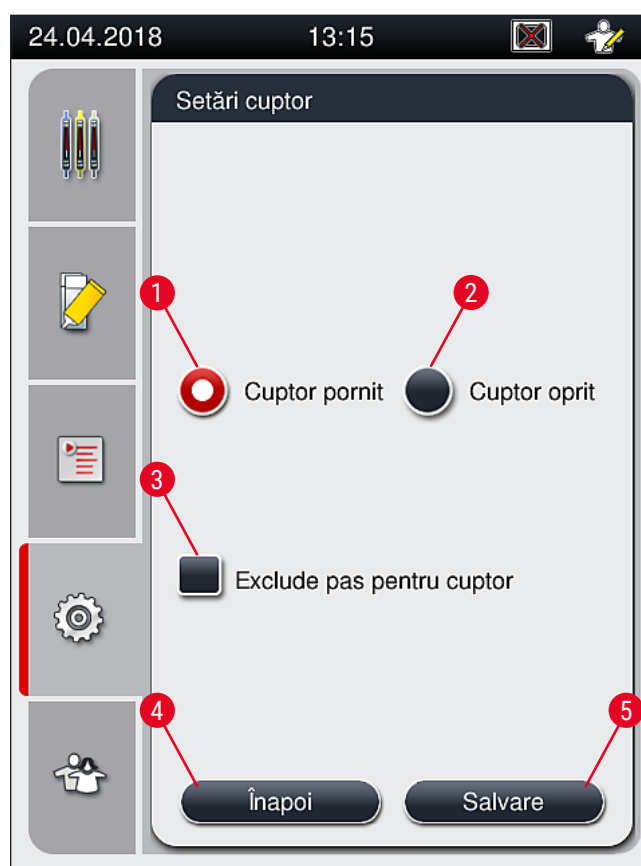 24.04.2018 13:15
Setări cuptor
1 2
Cuptor pornit Cuptor oprit
3
Exclude pas pentru cuptor
4 5
Înapoi Salvare